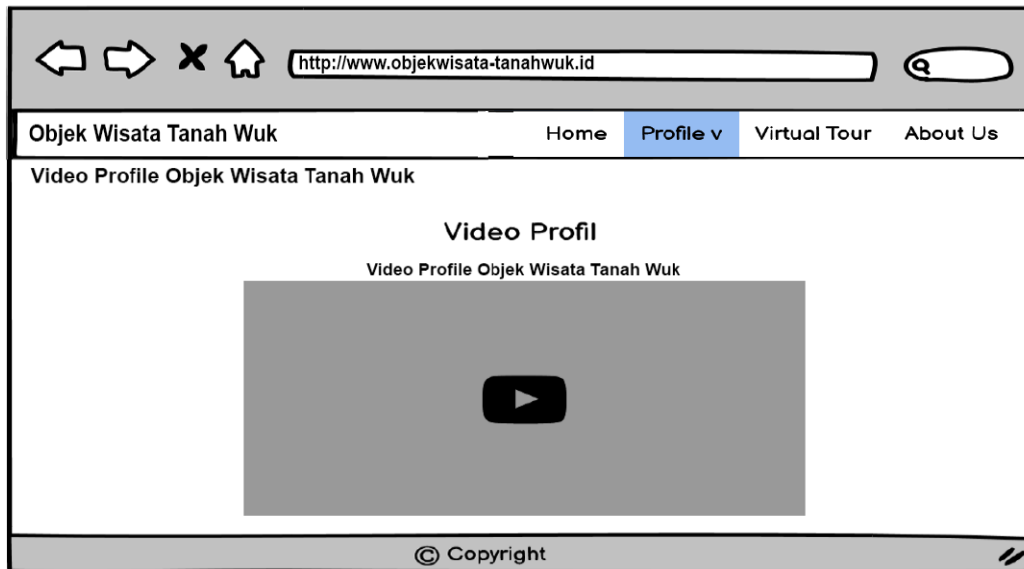 http://www.objekwisata-tanahwuk.id
Objek Wisata Tanah Wuk Home Profile v Virtual Tour About Us
Video Profile Objek Wisata Tanah Wuk
Video Profil
Video Profile Objek Wisata Tanah Wuk
© Copyright